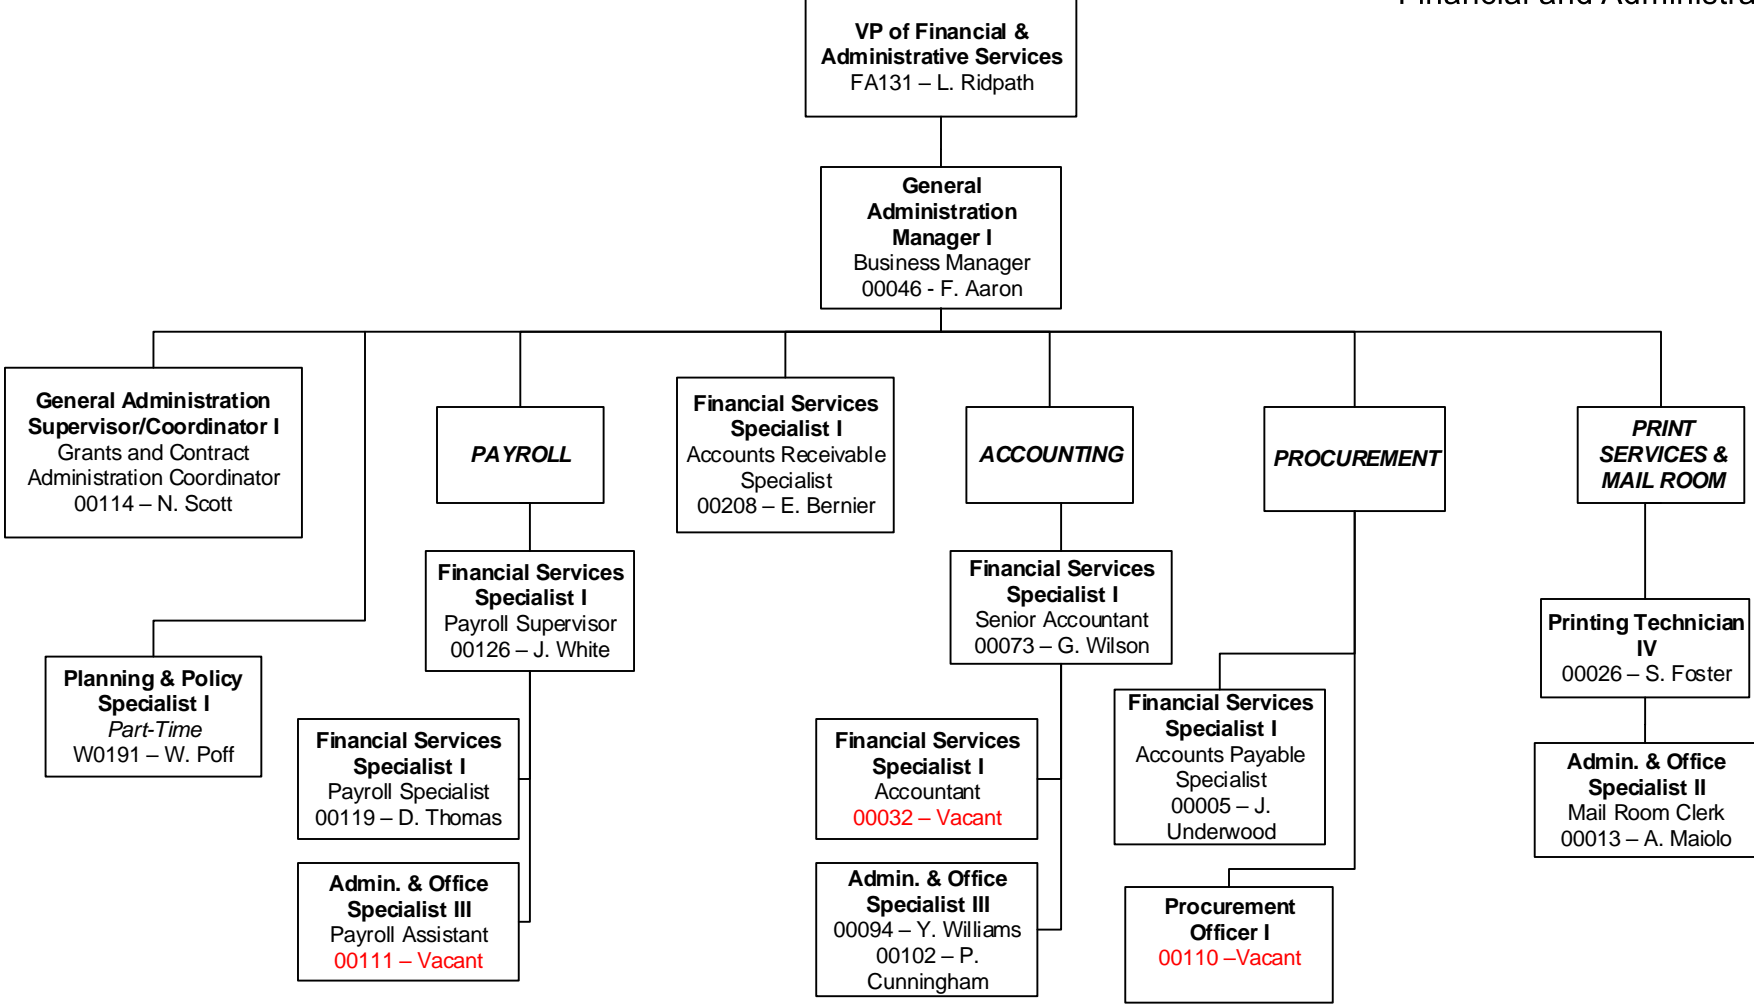 Financial and Administra
VP of Financial &
Administrative Services
FA131 – L. Ridpath
General
Administration
Manager I
Business Manager
00046 - F. Aaron
General Administration
Supervisor/Coordinator I
Grants and Contract
Administration Coordinator
00114 – N. Scott
PAYROLL
Financial Services
Specialist I
Accounts Receivable
Specialist
00208 – E. Bernier
ACCOUNTING
PROCUREMENT
PRINT
SERVICES &
MAIL ROOM
Financial Services
Specialist I
Payroll Supervisor
00126 – J. White
Financial Services
Specialist I
Senior Accountant
00073 – G. Wilson
Printing Technician
IV
00026 – S. Foster
Planning & Policy
Specialist I
Part-Time
W0191 – W. Poff
Financial Services
Specialist I
Payroll Specialist
00119 – D. Thomas
Financial Services
Specialist I
Accountant
00032 – Vacant
Financial Services
Specialist I
Accounts Payable
Specialist
00005 – J.
Underwood
Admin. & Office
Specialist II
Mail Room Clerk
00013 – A. Maiolo
Admin. & Office
Specialist III
Payroll Assistant
00111 – Vacant
Admin. & Office
Specialist III
00094 – Y. Williams
00102 – P.
Cunningham
Procurement
Officer I
00110 –Vacant